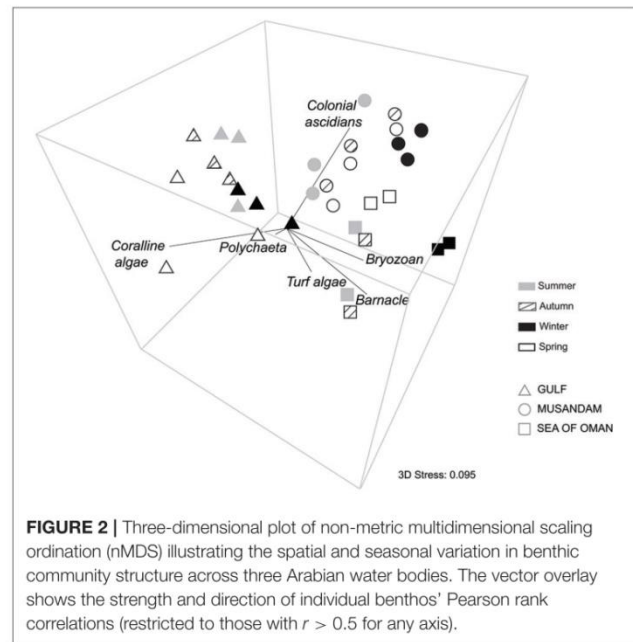 Colonial
ascidians
Coralline
algae
Polychaeta
Bryozoan
Turf algae
Barnacle
Summer
Autumn
Winter
Spring
GULF
MUSANDAM
SEA OF OMAN
3D Stress: 0.095
FIGURE 2 | Three-dimensional plot of non-metric multidimensional scaling
ordination (nMDS) illustrating the spatial and seasonal variation in benthic
community structure across three Arabian water bodies. The vector overlay
shows the strength and direction of individual benthos' Pearson rank
correlations (restricted to those with r > 0.5 for any axis).